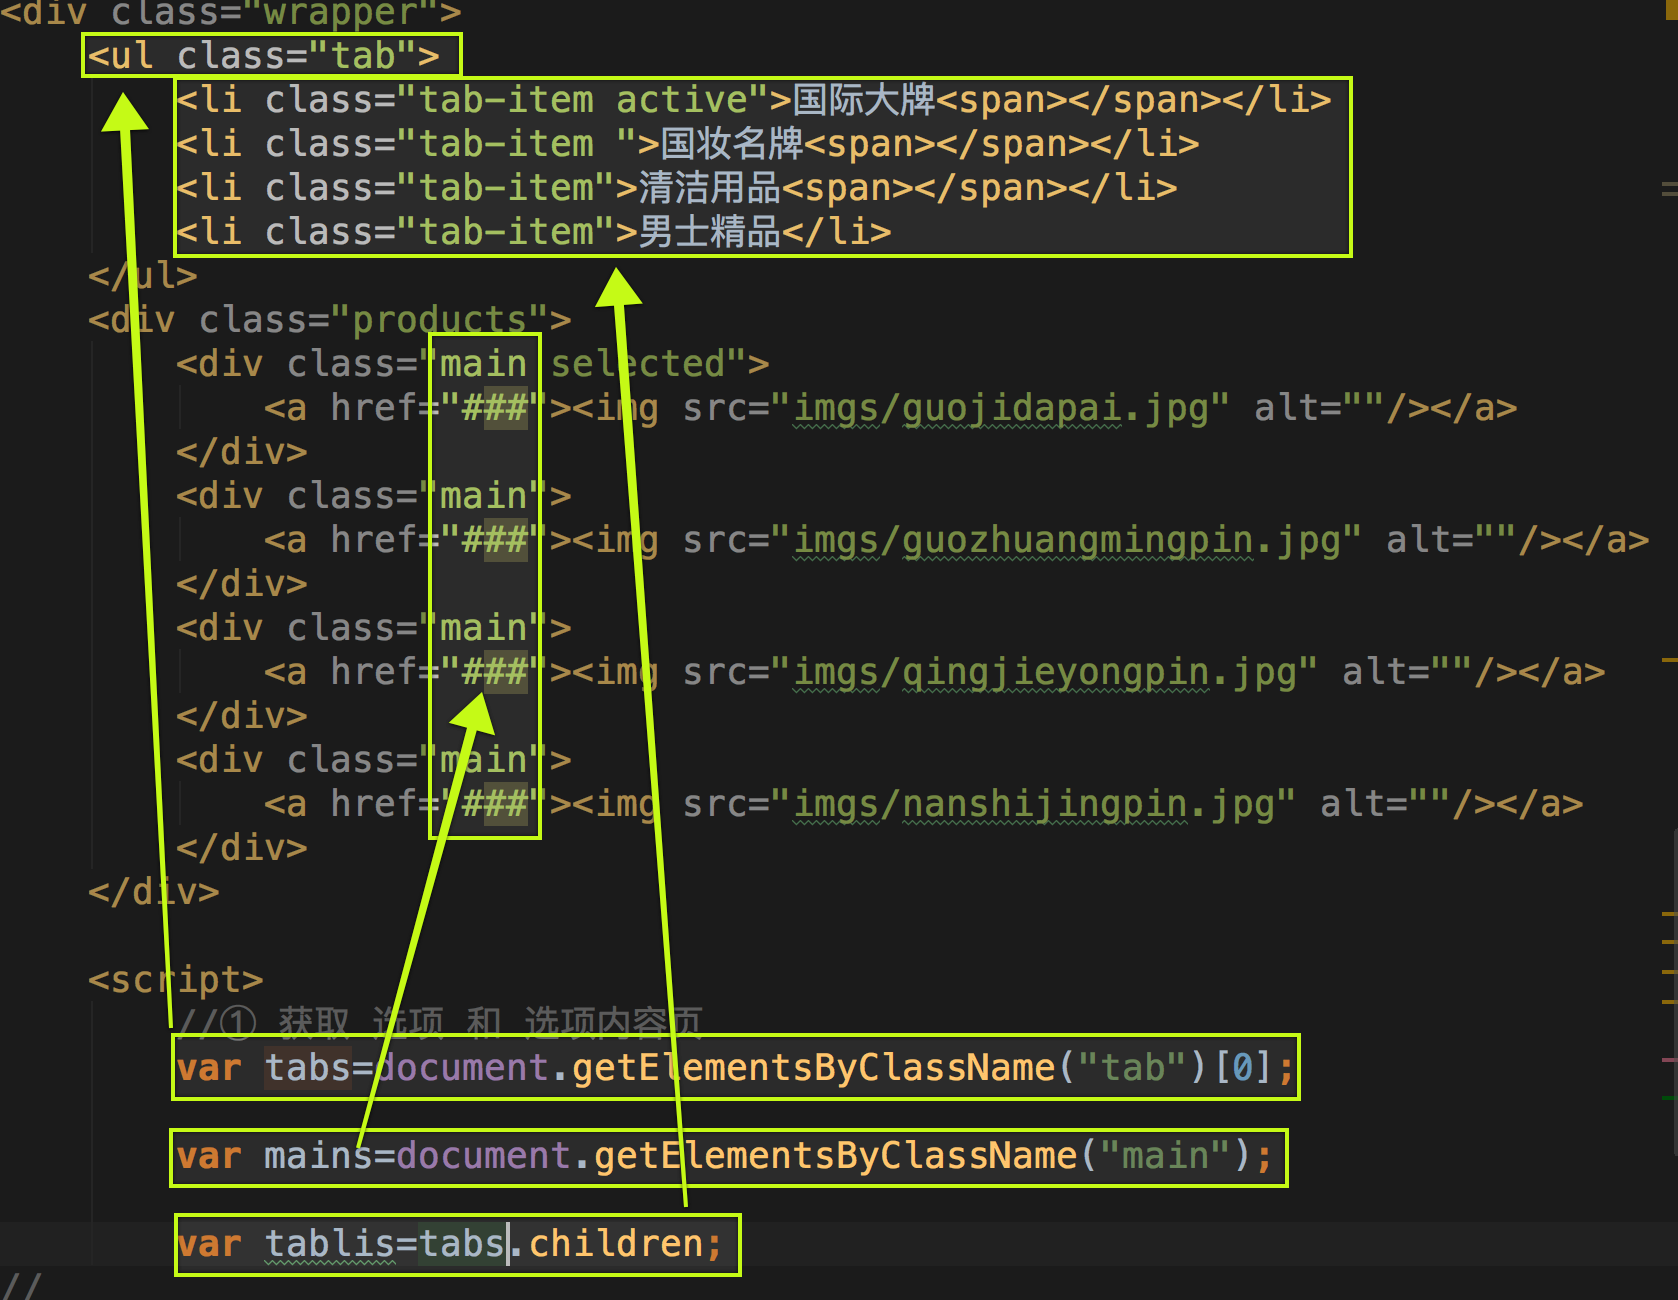 <div class="wrapper">
<ul class="tab">
<li class="tab-item active">国际大牌<span></span></li>
<li class="tab-item ">国妆名牌<span></span></li>
<li class="tab-item">清洁用品<span></span></li>
<li class="tab-item">男士精品</li>
</ul>
<div class="products">
<div class="main selected">
<a href="###"><img src="imgs/guojidapai.jpg" alt=""/></a>
</div>
<div class="main">
<a href="###"><img src="imgs/guozhuangmingpin.jpg" alt=""/></a>
</div>
<div class="main">
<a href="###"><img src="imgs/qingjieyongpin.jpg" alt=""/></a>
</div>
<div class="main">
<a href="###"><img src="imgs/nanshijingpin.jpg" alt=""/></a>
</div>
</div>
<script>
//① 获取 选项 和 选项内容页
var tabs=document.getElementsByClassName("tab")[0];
var mains=document.getElementsByClassName("main");
var tablis=tabs.children;
//